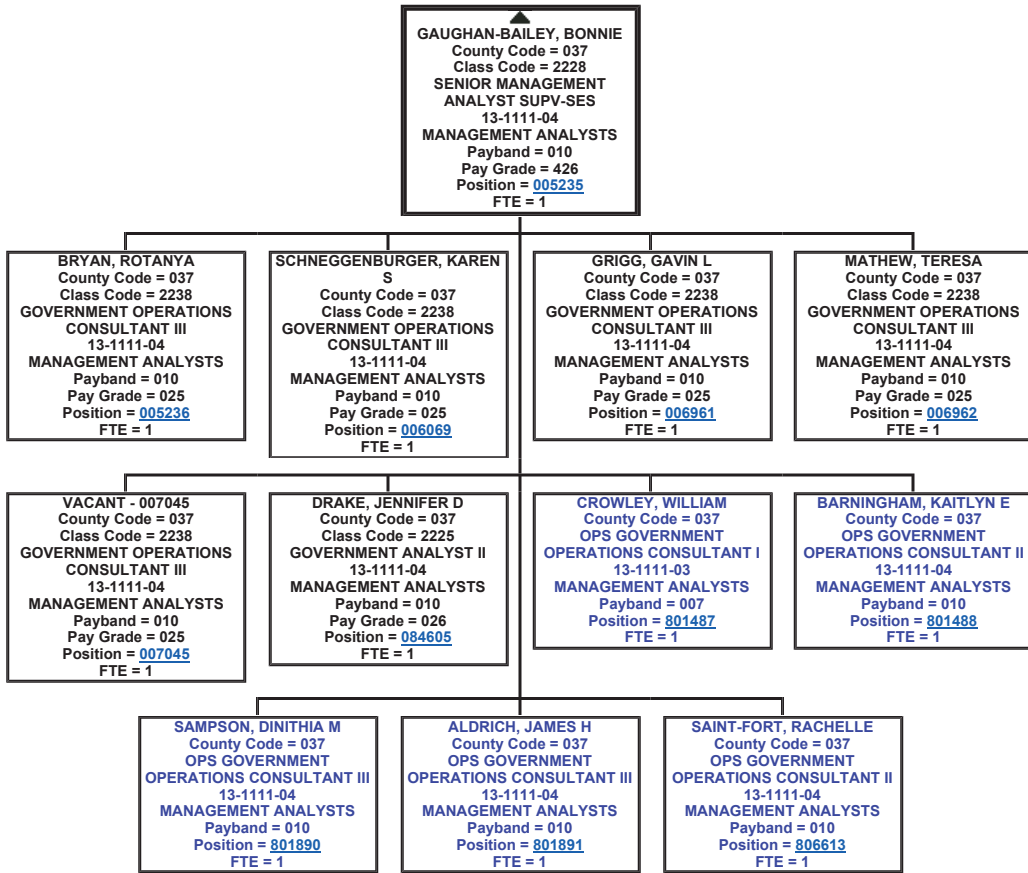 GAUGHAN-BAILEY, BONNIE
County Code = 037
Class Code = 2228
SENIOR MANAGEMENT
ANALYST SUPV-SES
13-1111-04
MANAGEMENT ANALYSTS
Payband = 010
Pay Grade = 426
Position = 005235
FTE = 1
BRYAN, ROTANYA
County Code = 037
Class Code = 2238
GOVERNMENT OPERATIONS
CONSULTANT III
13-1111-04
MANAGEMENT ANALYSTS
Payband = 010
Pay Grade = 025
Position = 005236
FTE = 1
SCHNEGGENBURGER, KAREN
S
County Code = 037
Class Code = 2238
GOVERNMENT OPERATIONS
CONSULTANT III
13-1111-04
MANAGEMENT ANALYSTS
Payband = 010
Pay Grade = 025
Position = 006069
FTE = 1
GRIGG, GAVIN L
County Code = 037
Class Code = 2238
GOVERNMENT OPERATIONS
CONSULTANT III
13-1111-04
MANAGEMENT ANALYSTS
Payband = 010
Pay Grade = 025
Position = 006961
FTE = 1
MATHEW, TERESA
County Code = 037
Class Code = 2238
GOVERNMENT OPERATIONS
CONSULTANT III
13-1111-04
MANAGEMENT ANALYSTS
Payband = 010
Pay Grade = 025
Position = 006962
FTE = 1
VACANT - 007045
County Code = 037
Class Code = 2238
GOVERNMENT OPERATIONS
CONSULTANT III
13-1111-04
MANAGEMENT ANALYSTS
Payband = 010
Pay Grade = 025
Position = 007045
FTE = 1
DRAKE, JENNIFER D
County Code = 037
Class Code = 2225
GOVERNMENT ANALYST II
13-1111-04
MANAGEMENT ANALYSTS
Payband = 010
Pay Grade = 026
Position = 084605
FTE = 1
CROWLEY, WILLIAM
County Code = 037
OPS GOVERNMENT
OPERATIONS CONSULTANT I
13-1111-03
MANAGEMENT ANALYSTS
Payband = 007
Position = 801487
FTE = 1
BARNINGHAM, KAITLYN E
County Code = 037
OPS GOVERNMENT
OPERATIONS CONSULTANT II
13-1111-04
MANAGEMENT ANALYSTS
Payband = 010
Position = 801488
FTE = 1
SAMPSON, DINITHIA M
County Code = 037
OPS GOVERNMENT
OPERATIONS CONSULTANT III
13-1111-04
MANAGEMENT ANALYSTS
Payband = 010
Position = 801890
FTE = 1
ALDRICH, JAMES H
County Code = 037
OPS GOVERNMENT
OPERATIONS CONSULTANT III
13-1111-04
MANAGEMENT ANALYSTS
Payband = 010
Position = 801891
FTE = 1
SAINT-FORT, RACHELLE
County Code = 037
OPS GOVERNMENT
OPERATIONS CONSULTANT II
13-1111-04
MANAGEMENT ANALYSTS
Payband = 010
Position = 806613
FTE = 1